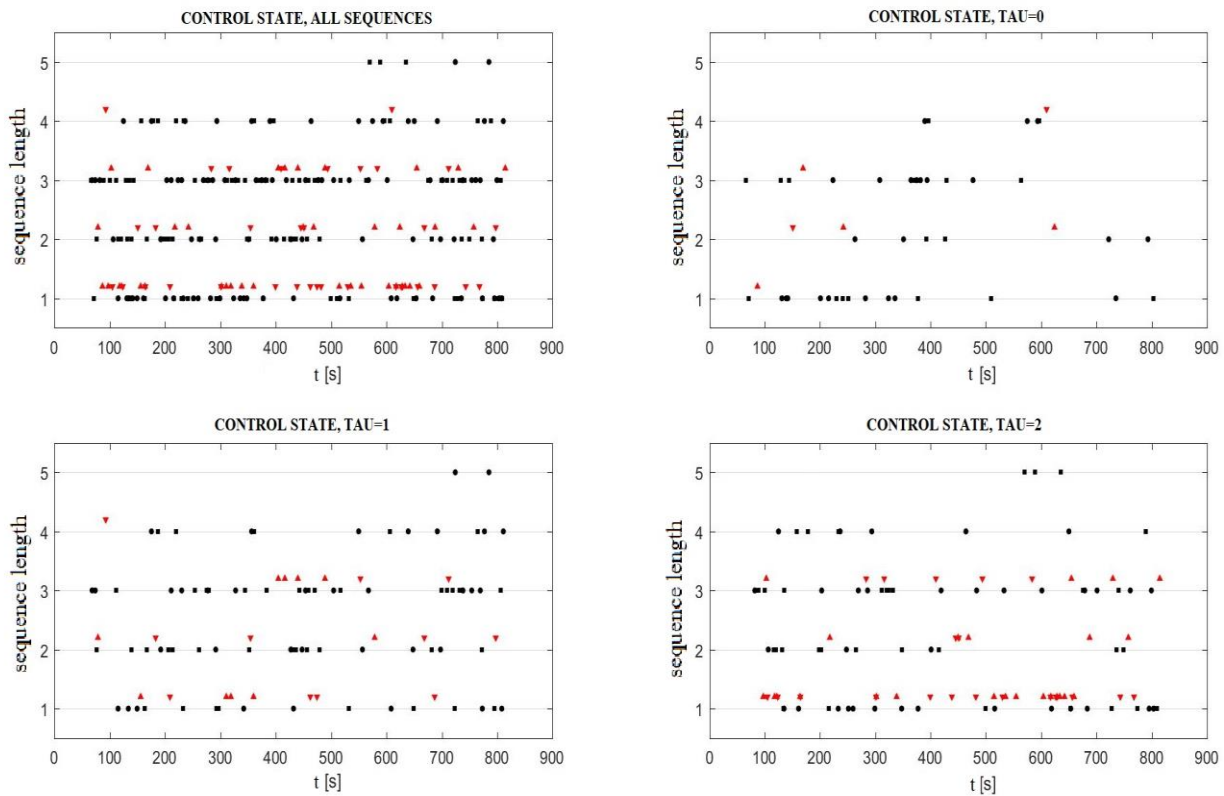 CONTROL STATE, ALL SEQUENCES
sequence length
5
4
3
2
1
0 100 200 300 400 500 600 700 800 900
t [s]
CONTROL STATE, TAU=0
sequence length
5
4
3
2
1
0 100 200 300 400 500 600 700 800 900
t [s]
CONTROL STATE, TAU=1
sequence length
5
4
3
2
1
0 100 200 300 400 500 600 700 800 900
t [s]
CONTROL STATE, TAU=2
sequence length
5
4
3
2
1
0 100 200 300 400 500 600 700 800 900
t [s]